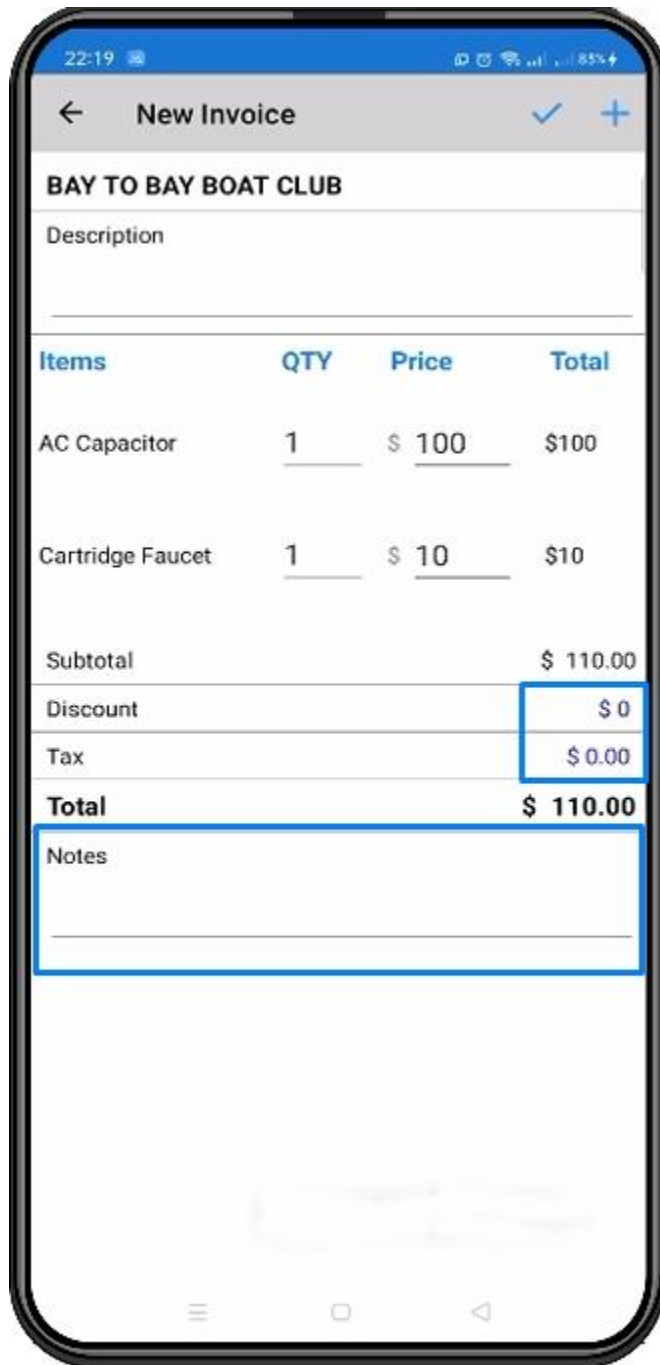 22:19 83%
New Invoice
BAY TO BAY BOAT CLUB
Description
Items QTY Price Total
AC Capacitor 1 $ 100 $100
Cartridge Faucet 1 $ 10 $10
Subtotal $ 110.00
Discount $ 0
Tax $ 0.00
Total $ 110.00
Notes